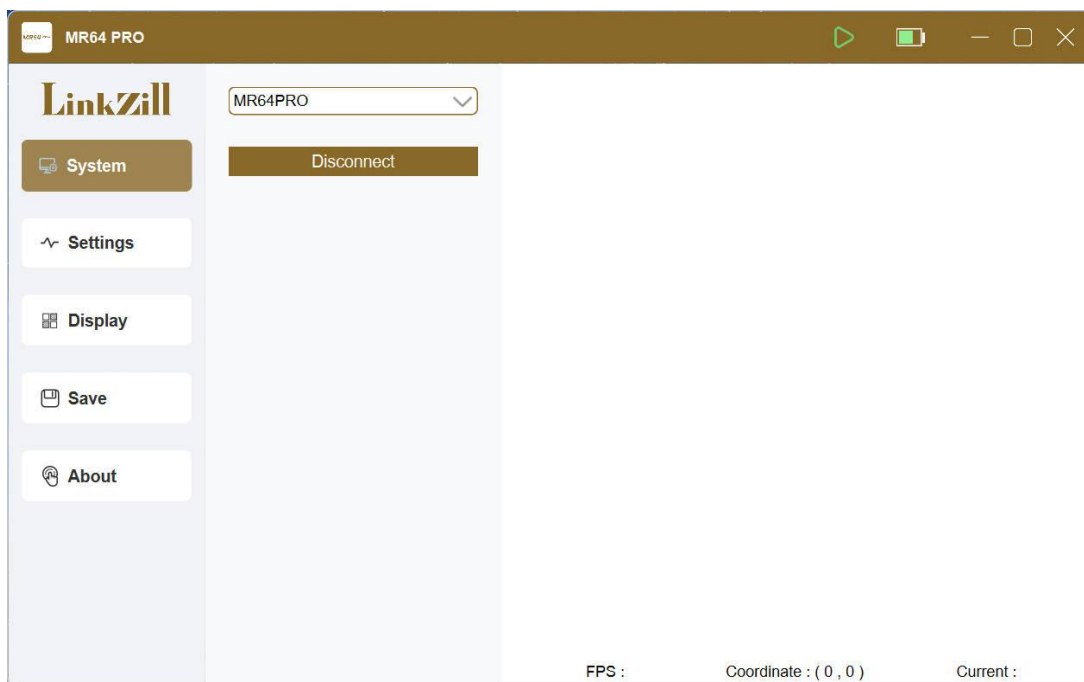 MR64 PRO
LinkZill
MR64PRO
System
Disconnect
Settings
Display
Save
About
FPS :
Coordinate : ( 0 , 0 )
Current :